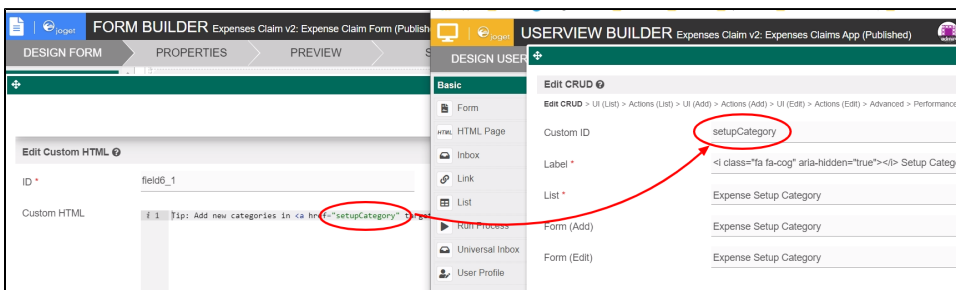 joget FORM BUILDER Expenses Claim v2: Expense Claim Form (Publish
DESIGN FORM PROPERTIES PREVIEW S
Edit Custom HTML
ID *
field6_1
Custom HTML
i 1 Tip: Add new categories in <a href="setupCategory" target
joget USERVIEW BUILDER Expenses Claim v2: Expenses Claims App (Published)
DESIGN USER
Basic
Form
HTML HTML Page
Inbox
Link
List
Run Process
Universal Inbox
User Profile
Edit CRUD
Edit CRUD > UI (List) > Actions (List) > UI (Add) > Actions (Add) > UI (Edit) > Actions (Edit) > Advanced > Performance
Custom ID
setupCategory
Label *
<i class="fa fa-cog" aria-hidden="true"></i> Setup Categ
List *
Expense Setup Category
Form (Add)
Expense Setup Category
Form (Edit)
Expense Setup Category